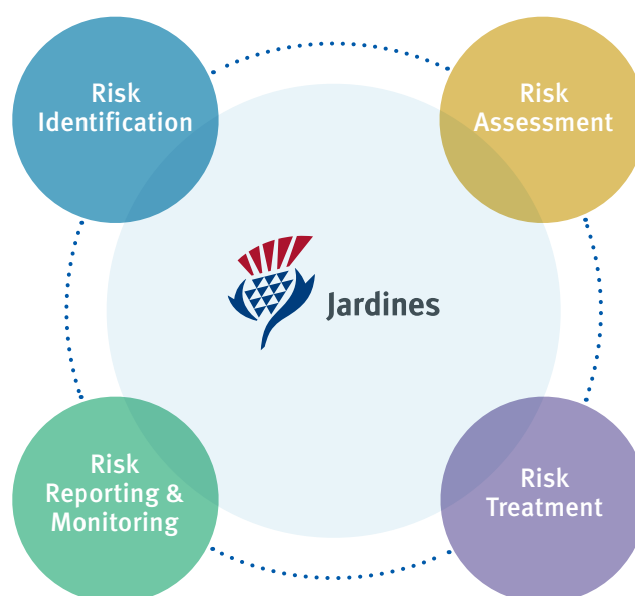 Risk
Identification
Risk
Assessment
Jardines
Risk
Reporting &
Monitoring
Risk
Treatment